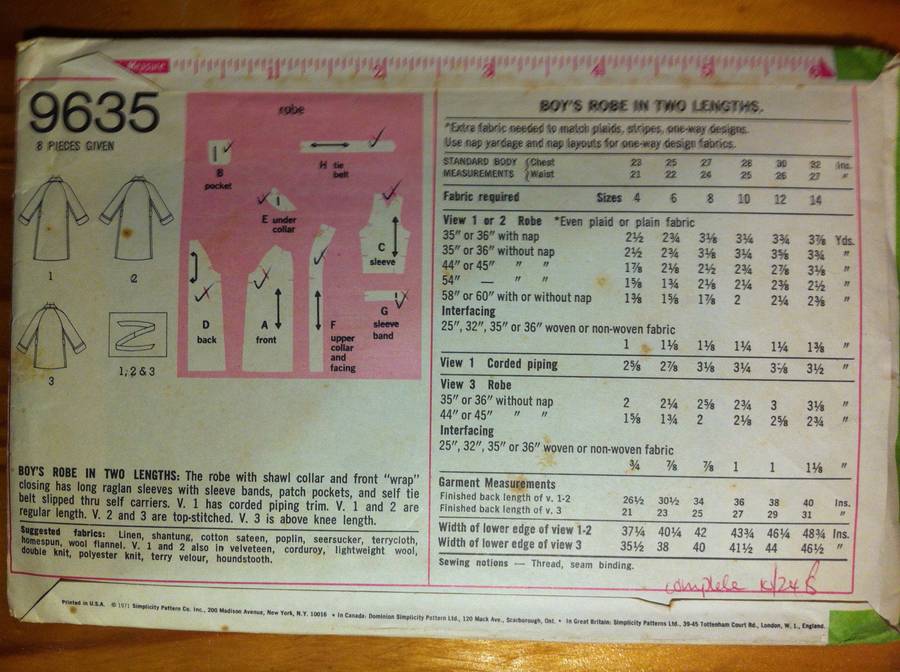 Measure 1 2 3 4 5 6
9635
8 PIECES GIVEN
1
2
3
1, 2 & 3
robe
B
pocket
H tie
belt
E under
collar
C
sleeve
D
back
A
front
F
upper
collar
and
facing
G
sleeve
band
BOY'S ROBE IN TWO LENGTHS: The robe with shawl collar and front "wrap"
closing has long raglan sleeves with sleeve bands, patch pockets, and self tie
belt slipped thru self carriers. V. 1 has corded piping trim. V. 1 and 2 are
regular length. V. 2 and 3 are top-stitched. V. 3 is above knee length.
Suggested fabrics: Linen, shantung, cotton sateen, poplin, seersucker, terrycloth,
homespun, wool flannel. V. 1 and 2 also in velveteen, corduroy, lightweight wool,
double knit, polyester knit, terry velour, houndstooth.
BOY'S ROBE IN TWO LENGTHS.
*Extra fabric needed to match plaids, stripes, one-way designs.
Use nap yardage and nap layouts for one-way design fabrics.
STANDARD BODY {Chest 23 25 27 28 30 32 Ins.
MEASUREMENTS {Waist 21 22 24 25 26 27 "
Fabric required Sizes 4 6 8 10 12 14
View 1 or 2 Robe *Even plaid or plain fabric
35" or 36" with nap 2½ 2¾ 3⅛ 3¼ 3¾ 3⅞ Yds.
35" or 36" without nap 2½ 2¾ 3⅛ 3¼ 3⅝ 3¾ "
44" or 45" " " 1⅞ 2⅛ 2½ 2¾ 2⅞ 3⅛ "
54" — " " 1⅝ 1¾ 2⅛ 2¼ 2⅜ 2½ "
58" or 60" with or without nap 1⅜ 1⅝ 1⅞ 2 2¼ 2⅜ "
Interfacing
25", 32", 35" or 36" woven or non-woven fabric
1 1⅛ 1⅛ 1¼ 1¼ 1⅜ "
View 1 Corded piping 2⅝ 2⅞ 3⅛ 3¼ 3⅜ 3½ "
View 3 Robe
35" or 36" without nap 2 2¼ 2⅝ 2¾ 3 3⅛ "
44" or 45" " " 1⅝ 1¾ 2 2⅛ 2⅝ 2¾ "
Interfacing
25", 32", 35" or 36" woven or non-woven fabric
¾ ⅞ ⅞ 1 1 1⅛ "
Garment Measurements
Finished back length of v. 1-2 26½ 30½ 34 36 38 40 Ins.
Finished back length of v. 3 21 23 25 27 29 31 "
Width of lower edge of view 1-2 37¼ 40¼ 42 43¾ 46¼ 48¾ Ins.
Width of lower edge of view 3 35½ 38 40 41½ 44 46½ "
Sewing notions — Thread, seam binding.
complete
Printed in U.S.A. © 1971 Simplicity Pattern Co. Inc., 200 Madison Avenue, New York, N.Y. 10016 • In Canada: Dominion Simplicity Pattern Ltd., 120 Mack Ave., Scarborough, Ont. • In Great Britain: Simplicity Patterns Ltd., 39-45 Tottenham Court Rd., London, W. 1., England.